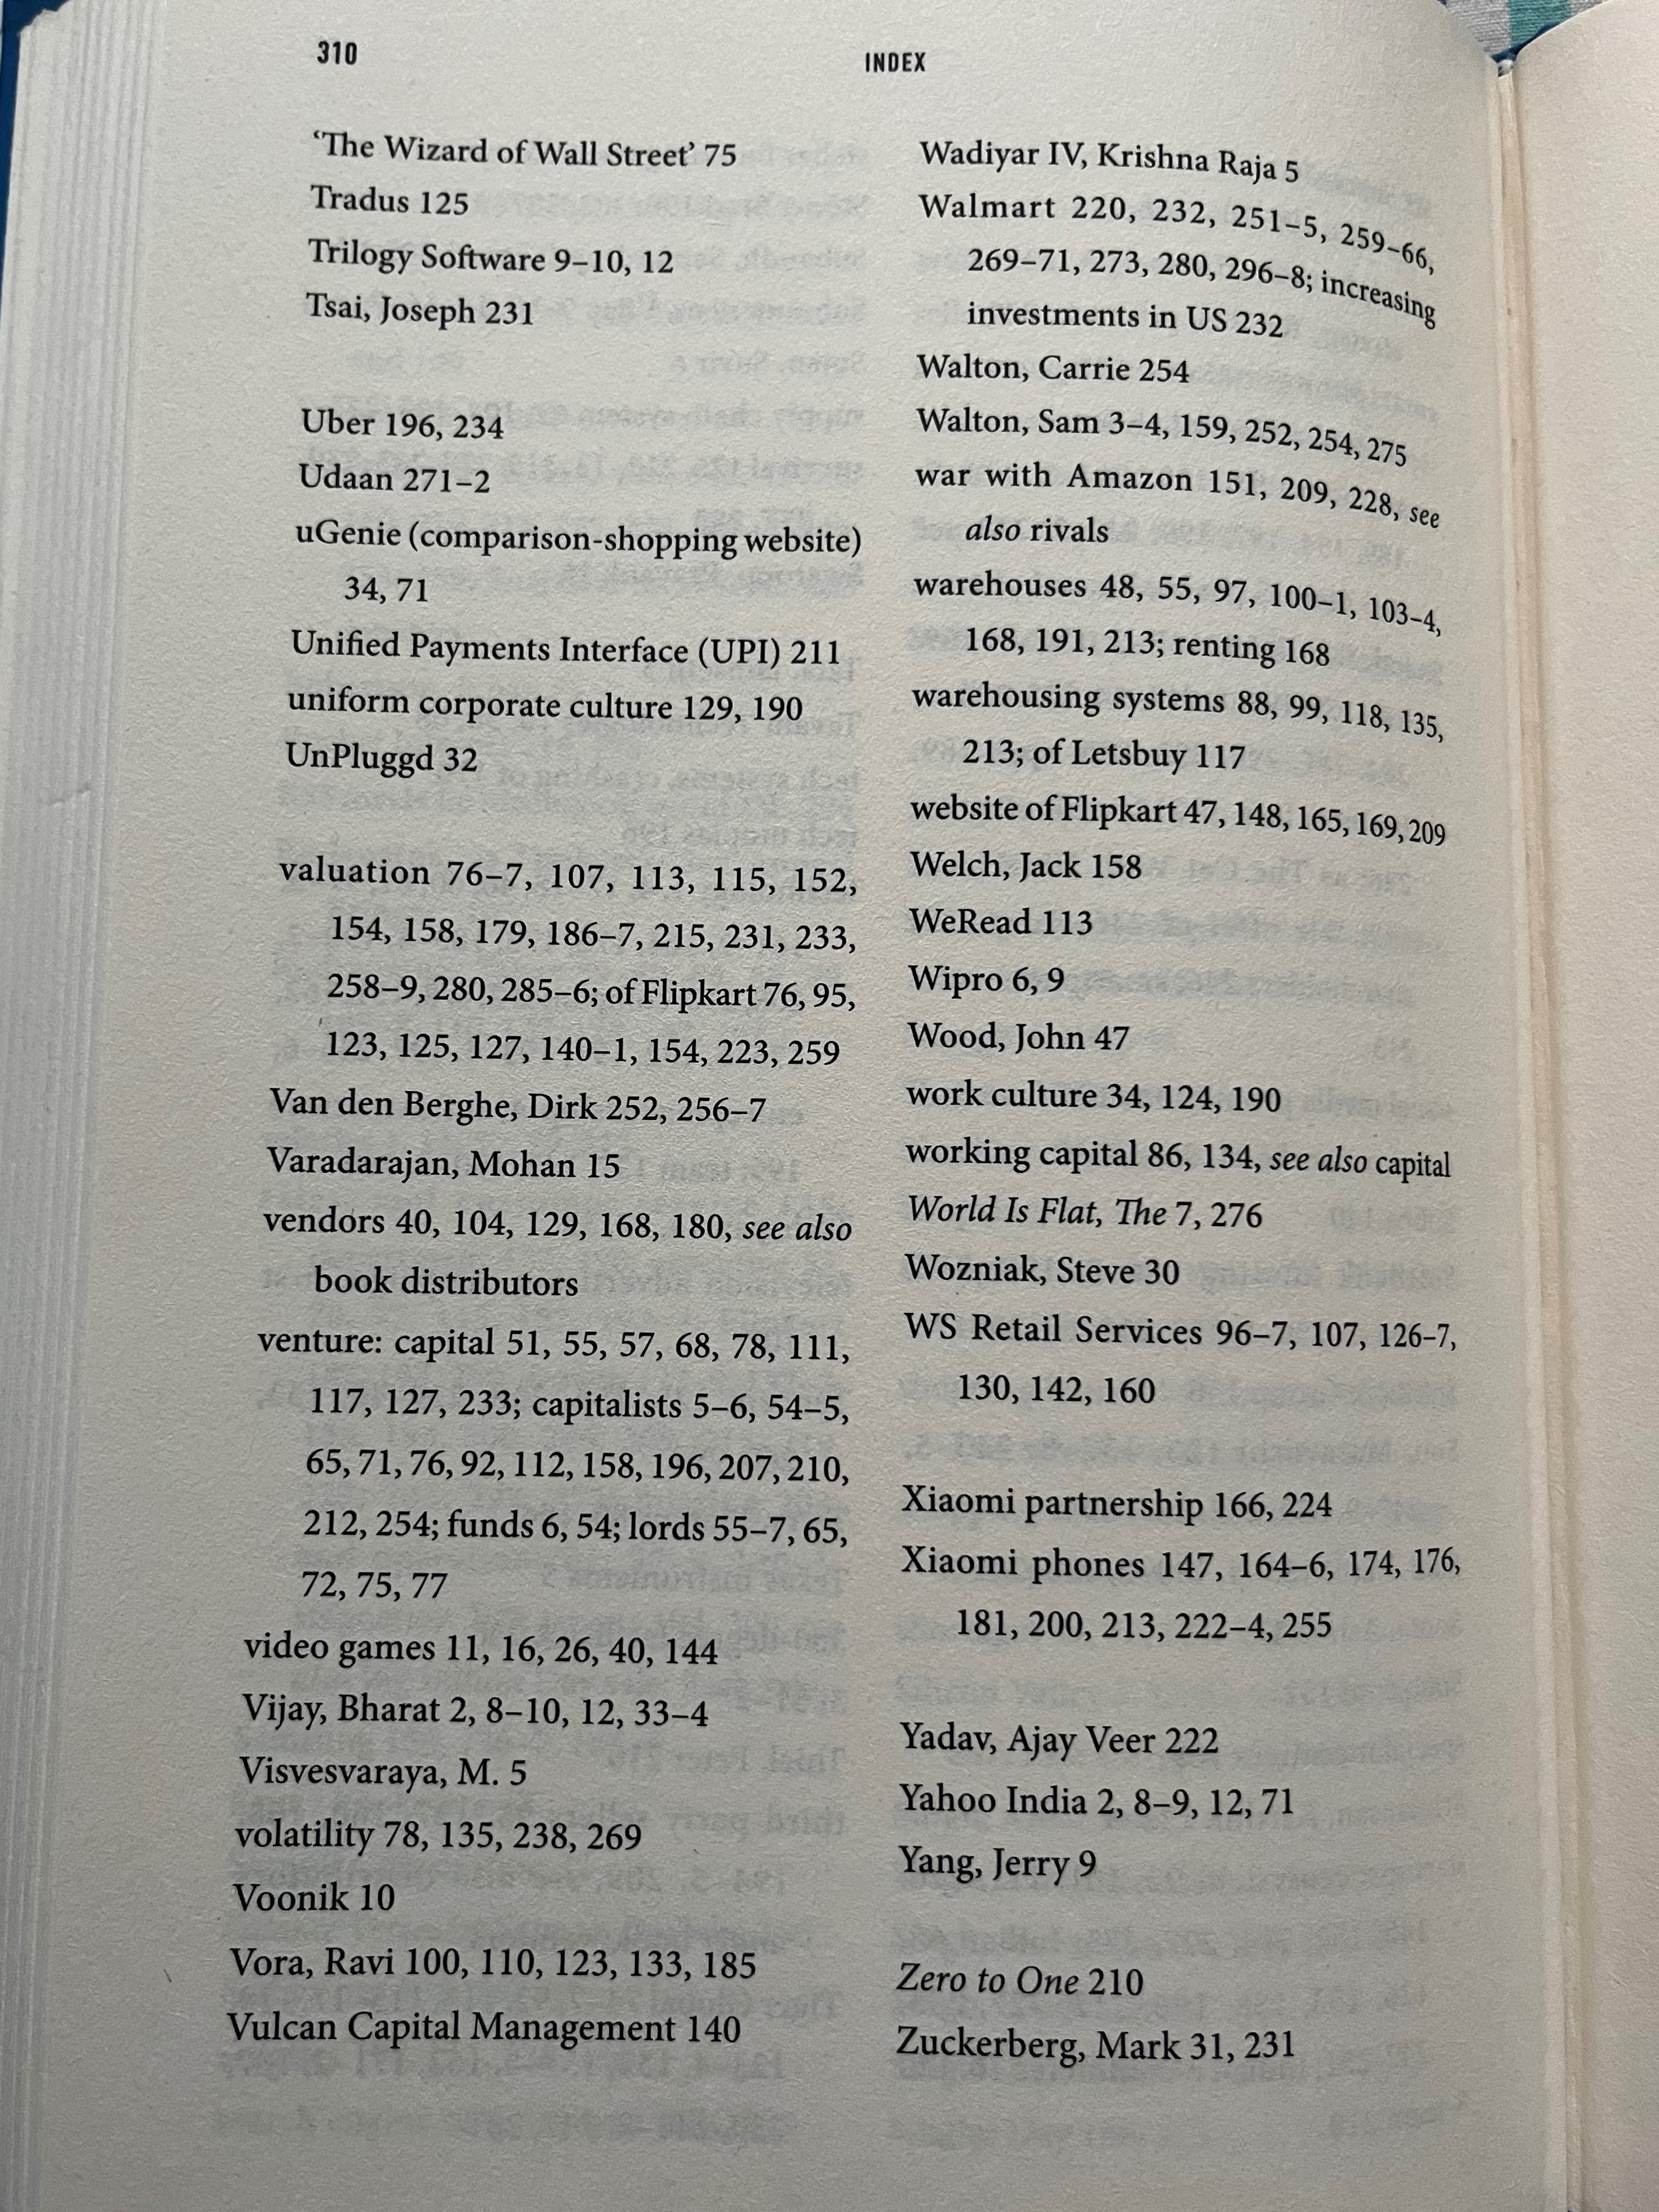 310
INDEX
‘The Wizard of Wall Street’ 75
Tradus 125
Trilogy Software 9–10, 12
Tsai, Joseph 231
Uber 196, 234
Udaan 271–2
uGenie (comparison-shopping website)
34, 71
Unified Payments Interface (UPI) 211
uniform corporate culture 129, 190
UnPluggd 32
valuation 76–7, 107, 113, 115, 152,
154, 158, 179, 186–7, 215, 231, 233,
258–9, 280, 285–6; of Flipkart 76, 95,
123, 125, 127, 140–1, 154, 223, 259
Van den Berghe, Dirk 252, 256–7
Varadarajan, Mohan 15
vendors 40, 104, 129, 168, 180, see also
book distributors
venture: capital 51, 55, 57, 68, 78, 111,
117, 127, 233; capitalists 5–6, 54–5,
65, 71, 76, 92, 112, 158, 196, 207, 210,
212, 254; funds 6, 54; lords 55–7, 65,
72, 75, 77
video games 11, 16, 26, 40, 144
Vijay, Bharat 2, 8–10, 12, 33–4
Visvesvaraya, M. 5
volatility 78, 135, 238, 269
Voonik 10
Vora, Ravi 100, 110, 123, 133, 185
Vulcan Capital Management 140
Wadiyar IV, Krishna Raja 5
Walmart 220, 232, 251–5, 259–66,
269–71, 273, 280, 296–8; increasing
investments in US 232
Walton, Carrie 254
Walton, Sam 3–4, 159, 252, 254, 275
war with Amazon 151, 209, 228, see
also rivals
warehouses 48, 55, 97, 100–1, 103–4,
168, 191, 213; renting 168
warehousing systems 88, 99, 118, 135,
213; of Letsbuy 117
website of Flipkart 47, 148, 165, 169, 209
Welch, Jack 158
WeRead 113
Wipro 6, 9
Wood, John 47
work culture 34, 124, 190
working capital 86, 134, see also capital
World Is Flat, The 7, 276
Wozniak, Steve 30
WS Retail Services 96–7, 107, 126–7,
130, 142, 160
Xiaomi partnership 166, 224
Xiaomi phones 147, 164–6, 174, 176,
181, 200, 213, 222–4, 255
Yadav, Ajay Veer 222
Yahoo India 2, 8–9, 12, 71
Yang, Jerry 9
Zero to One 210
Zuckerberg, Mark 31, 231